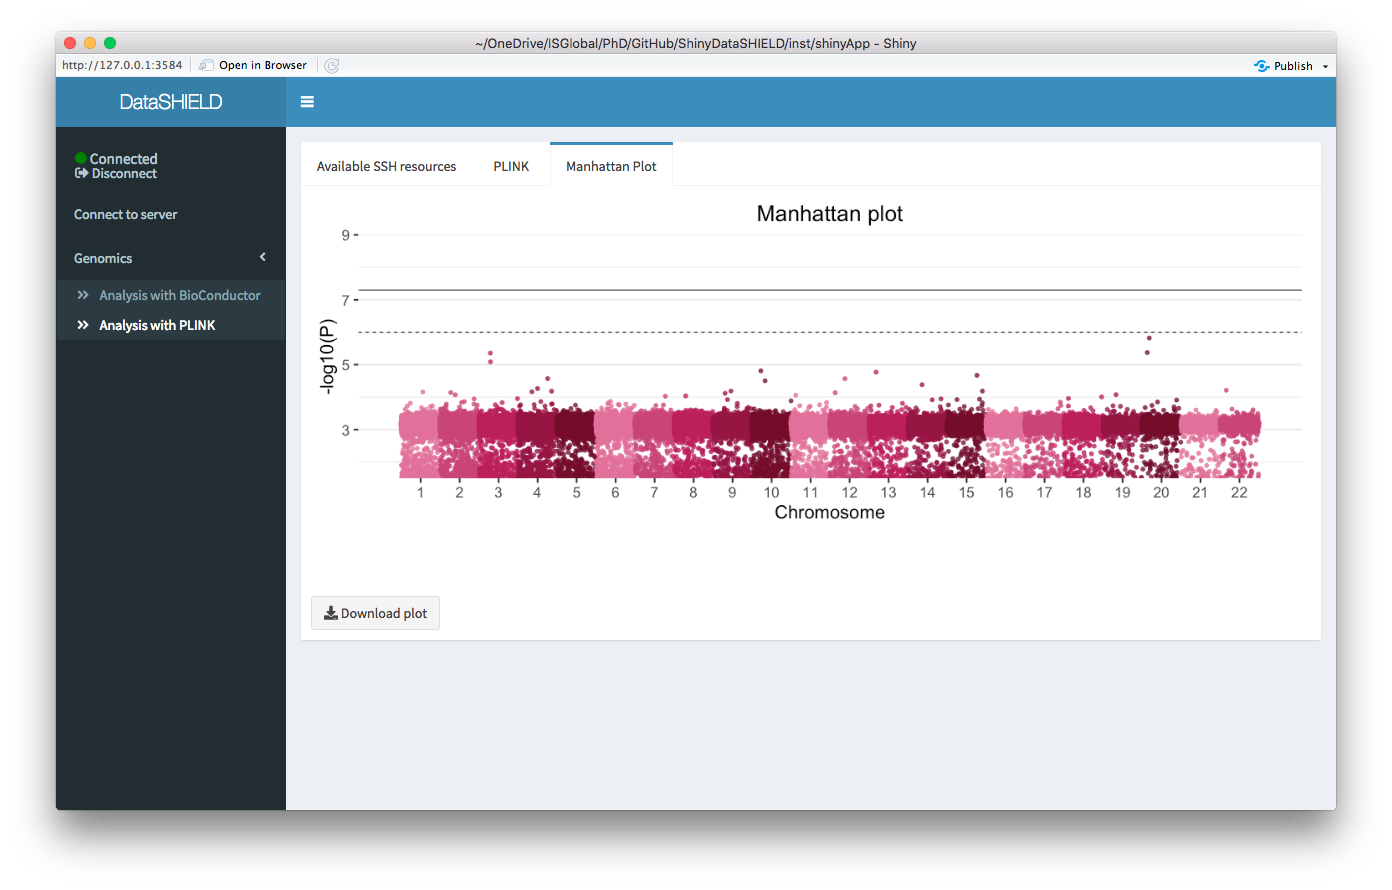 ~/OneDrive/ISGlobal/PhD/GitHub/ShinyDataSHIELD/inst/shinyApp - Shiny
http://127.0.0.1:3584 Open in Browser Publish
DataSHIELD
Connected
Disconnect
Connect to server
Genomics
Analysis with BioConductor
Analysis with PLINK
Available SSH resources PLINK Manhattan Plot
Manhattan plot
9
7
5
3
-log10(P)
1 2 3 4 5 6 7 8 9 10 11 12 13 14 15 16 17 18 19 20 21 22
Chromosome
Download plot